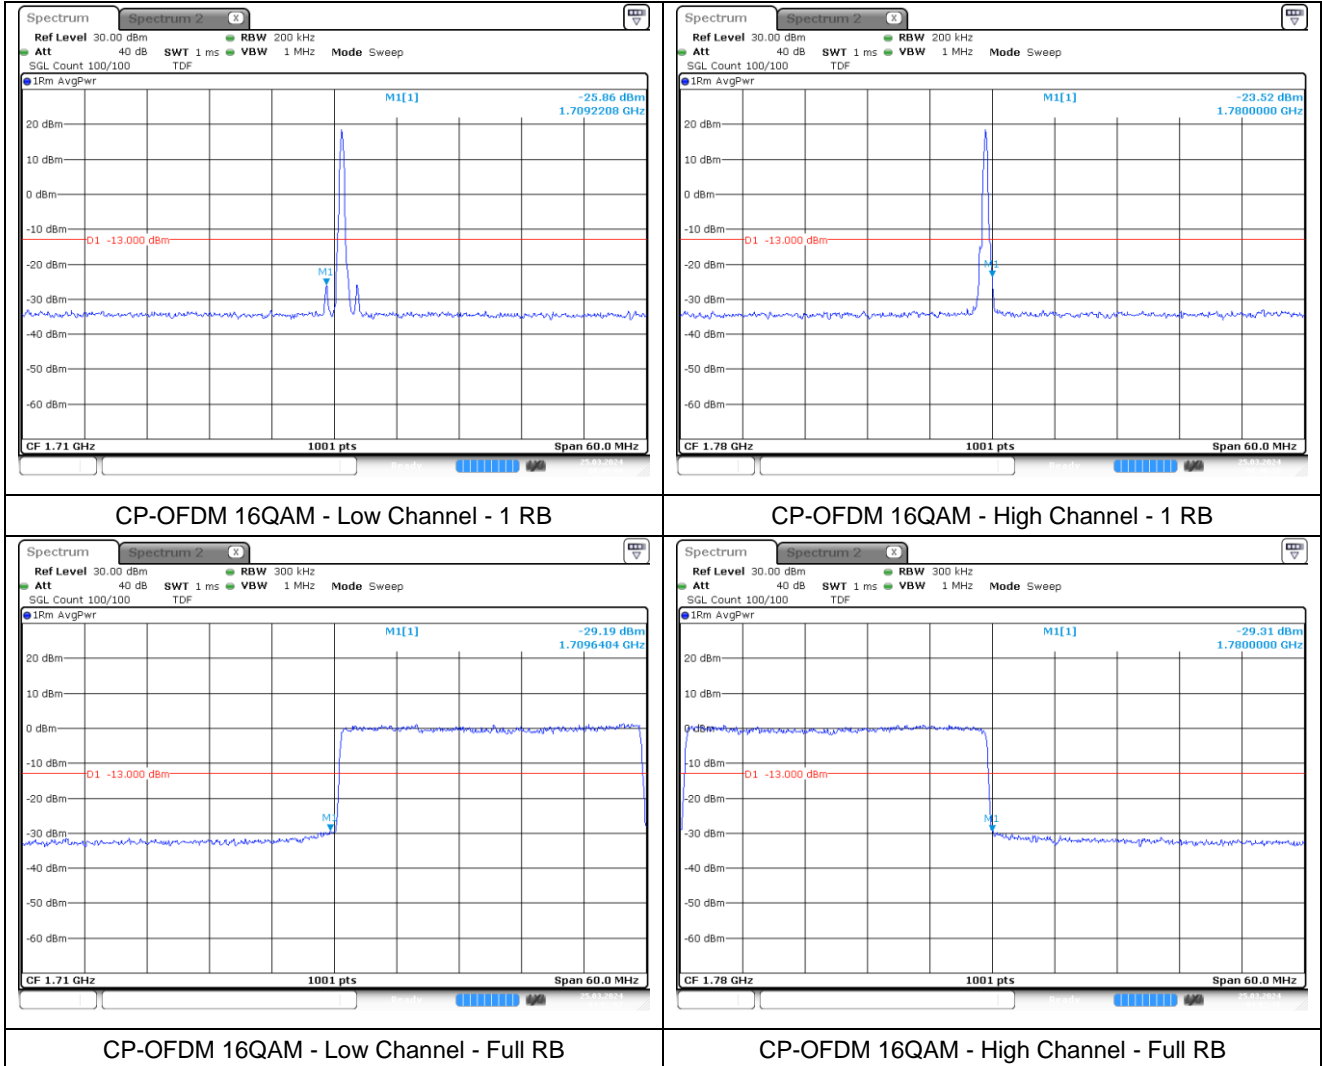 Spectrum Spectrum 2 X
Ref Level 30.00 dBm RBW 200 kHz
Att 40 dB SWT 1 ms VBW 1 MHz Mode Sweep
SGL Count 100/100 TDF
1Rm AvgPwr
M1[1] -25.86 dBm
1.7092208 GHz
20 dBm
10 dBm
0 dBm
-10 dBm
D1 -13.000 dBm
-20 dBm
M1
-30 dBm
-40 dBm
-50 dBm
-60 dBm
CF 1.71 GHz 1001 pts Span 60.0 MHz
Ready 25.03.2024
CP-OFDM 16QAM - Low Channel - 1 RB
Spectrum Spectrum 2 X
Ref Level 30.00 dBm RBW 200 kHz
Att 40 dB SWT 1 ms VBW 1 MHz Mode Sweep
SGL Count 100/100 TDF
1Rm AvgPwr
M1[1] -23.52 dBm
1.7800000 GHz
20 dBm
10 dBm
0 dBm
-10 dBm
D1 -13.000 dBm
-20 dBm
M1
-30 dBm
-40 dBm
-50 dBm
-60 dBm
CF 1.78 GHz 1001 pts Span 60.0 MHz
Ready 25.03.2024
CP-OFDM 16QAM - High Channel - 1 RB
Spectrum Spectrum 2 X
Ref Level 30.00 dBm RBW 300 kHz
Att 40 dB SWT 1 ms VBW 1 MHz Mode Sweep
SGL Count 100/100 TDF
1Rm AvgPwr
M1[1] -29.19 dBm
1.7096404 GHz
20 dBm
10 dBm
0 dBm
-10 dBm
D1 -13.000 dBm
-20 dBm
M1
-30 dBm
-40 dBm
-50 dBm
-60 dBm
CF 1.71 GHz 1001 pts Span 60.0 MHz
Ready 25.03.2024
CP-OFDM 16QAM - Low Channel - Full RB
Spectrum Spectrum 2 X
Ref Level 30.00 dBm RBW 300 kHz
Att 40 dB SWT 1 ms VBW 1 MHz Mode Sweep
SGL Count 100/100 TDF
1Rm AvgPwr
M1[1] -29.31 dBm
1.7800000 GHz
20 dBm
10 dBm
0 dBm
-10 dBm
D1 -13.000 dBm
-20 dBm
M1
-30 dBm
-40 dBm
-50 dBm
-60 dBm
CF 1.78 GHz 1001 pts Span 60.0 MHz
Ready 25.03.2024
CP-OFDM 16QAM - High Channel - Full RB